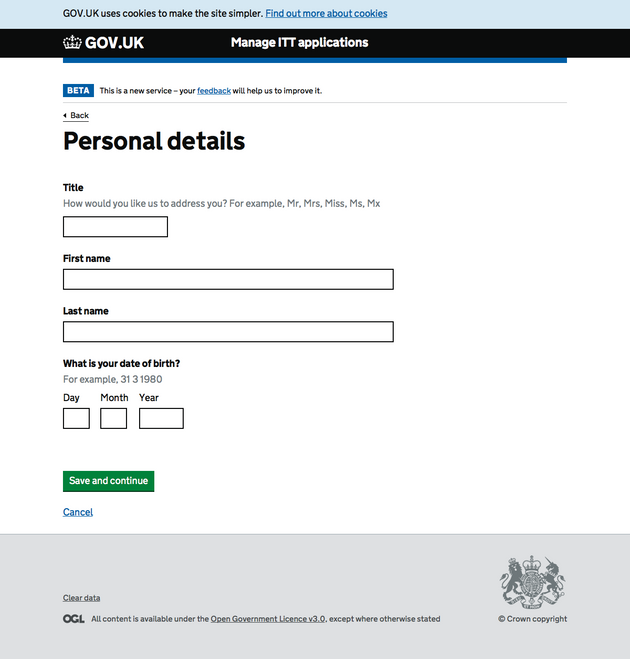 GOV.UK uses cookies to make the site simpler. Find out more about cookies
GOV.UK Manage ITT applications
BETA This is a new service – your feedback will help us to improve it.
Back
Personal details
Title
How would you like us to address you? For example, Mr, Mrs, Miss, Ms, Mx
First name
Last name
What is your date of birth?
For example, 31 3 1980
Day Month Year
Save and continue
Cancel
Clear data
OGL All content is available under the Open Government Licence v3.0, except where otherwise stated
© Crown copyright